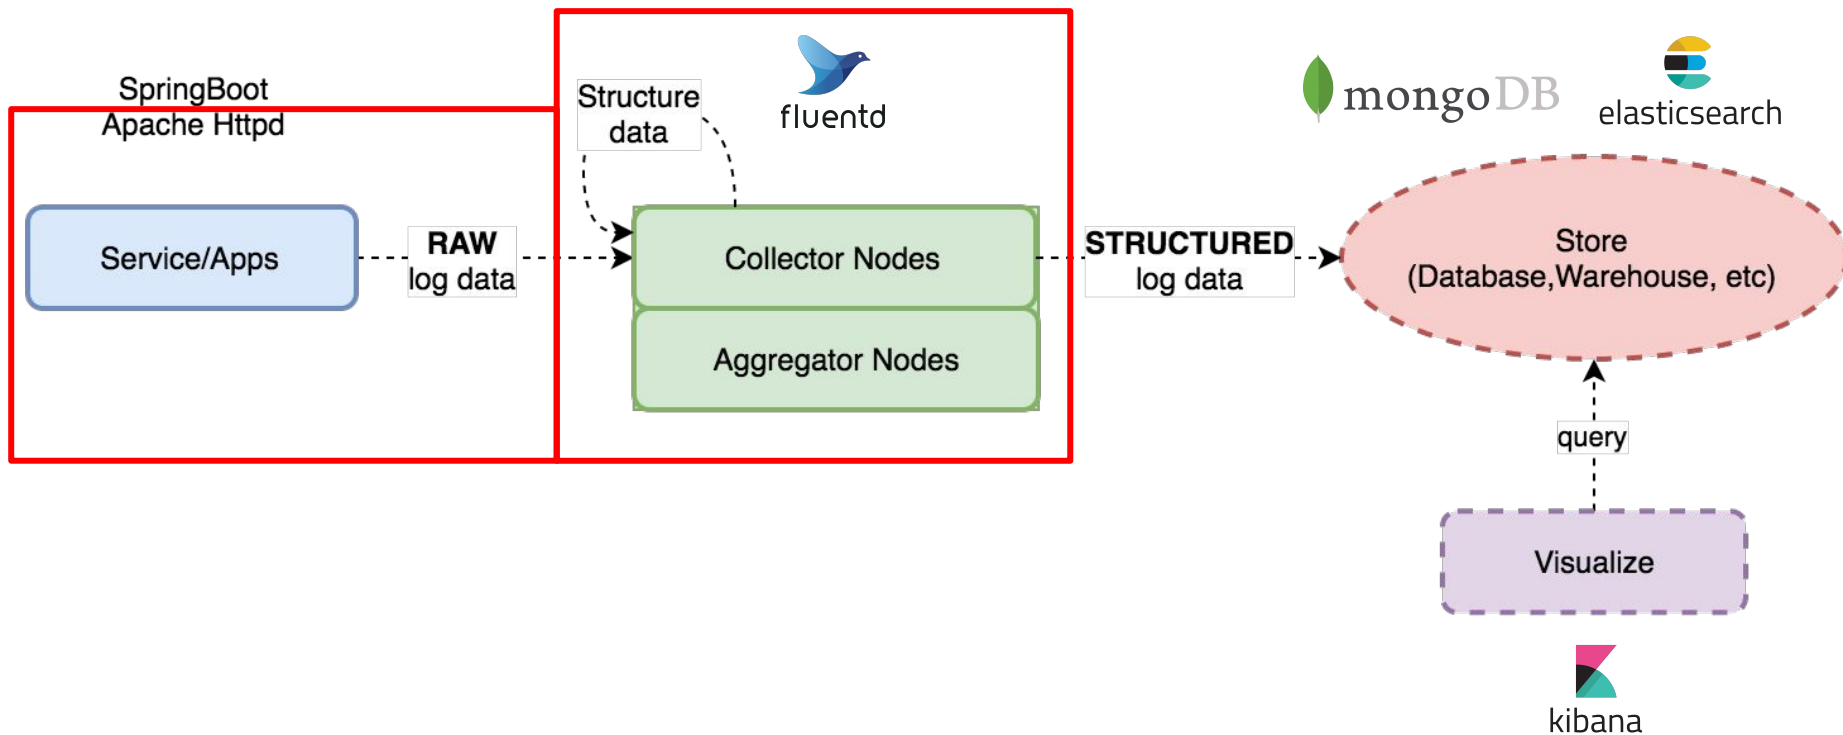 SpringBoot
Apache Httpd
Service/Apps
RAW
log data
Structure
data
fluentd
Collector Nodes
Aggregator Nodes
STRUCTURED
log data
mongoDB
elasticsearch
Store
(Database,Warehouse, etc)
query
Visualize
kibana